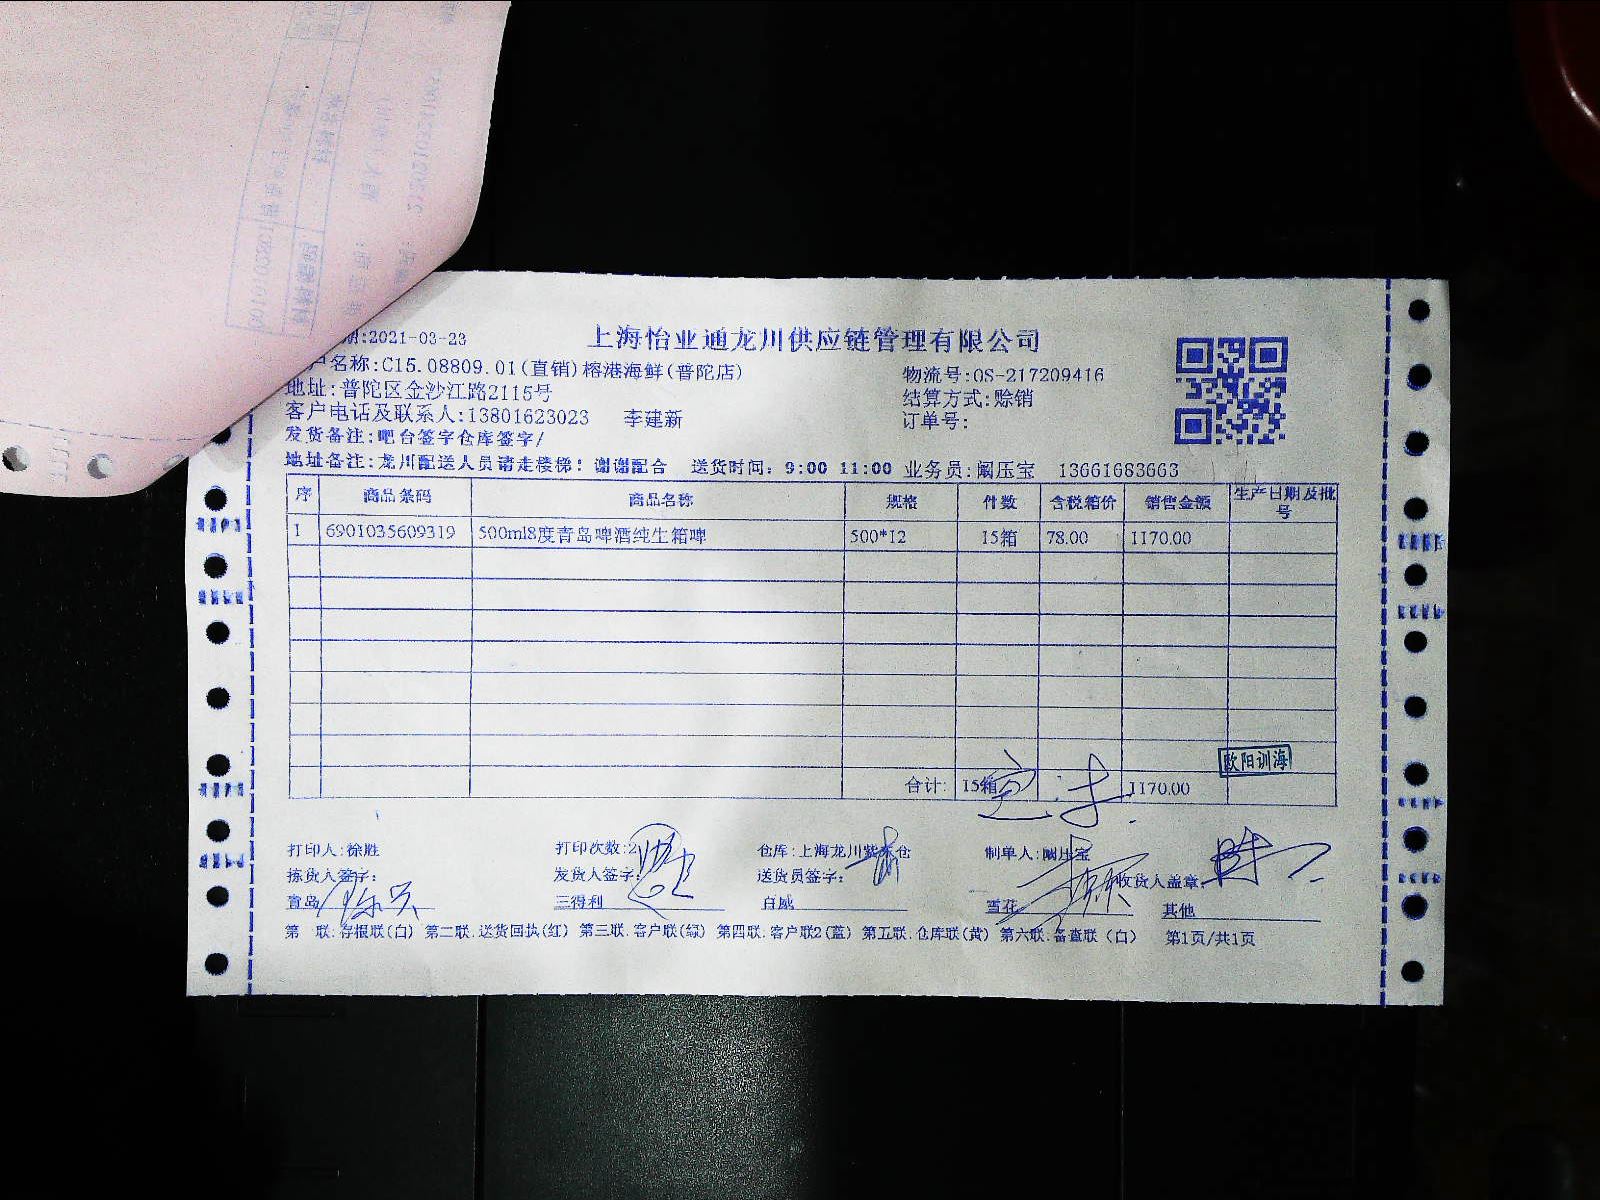 上海怡业通龙川供应链管理有限公司
期:2021-03-23
户名称:C15.08809.01(直销)榕港海鲜(普陀店)
物流号:OS-217209416
地址:普陀区金沙江路2115号
结算方式:赊销
客户电话及联系人:13801623023 李建新
订单号:
发货备注:吧台签字仓库签字/
地址备注:龙川配送人员请走楼梯!谢谢配合 送货时间:9:00 11:00 业务员:阚压宝 13661683663
序 商品条码 商品名称 规格 件数 含税箱价 销售金额 生产日期及批号
1 6901035609319 500ml8度青岛啤酒纯生箱啤 500*12 15箱 78.00 1170.00
欧阳训海
合计: 15箱 1170.00
打印人:徐胜 打印次数:2 仓库:上海龙川紫东仓 制单人:阚压宝
拣货人签字: 发货人签字: 送货员签字: 收货人盖章:
青岛 三得利 百威 雪花 其他
第一联:存根联(白) 第二联.送货回执(红) 第三联.客户联(绿) 第四联.客户联2(蓝) 第五联.仓库联(黄) 第六联.备查联(白) 第1页/共1页